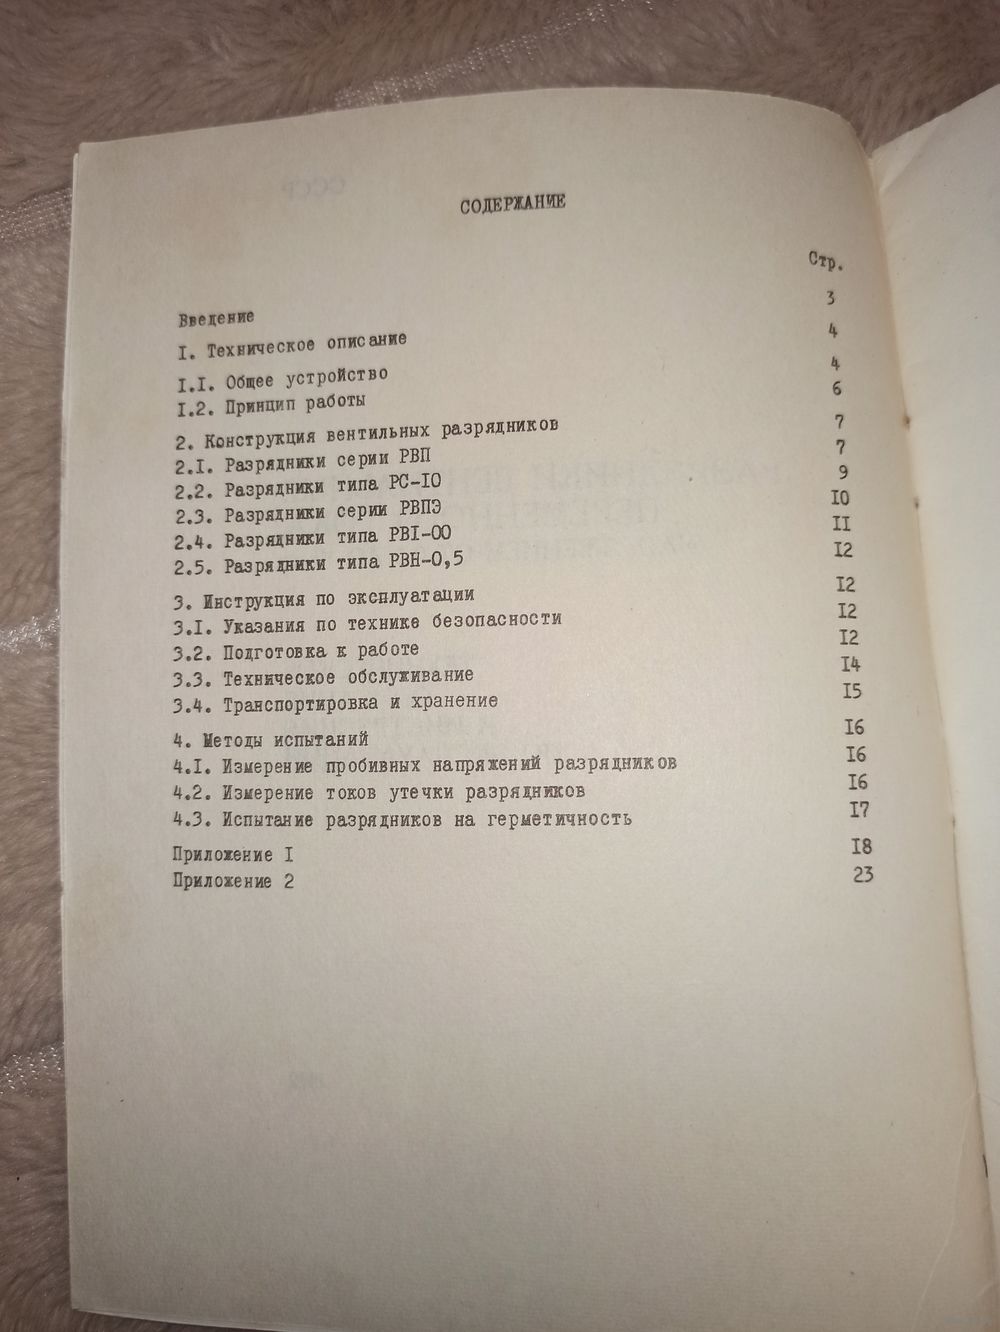 СОДЕРЖАНИЕ
Стр.
Введение 3
I. Техническое описание 4
I.I. Общее устройство 4
I.2. Принцип работы 6
2. Конструкция вентильных разрядников 7
2.I. Разрядники серии РВП 7
2.2. Разрядники типа РС-IO 9
2.3. Разрядники серии РВПЭ IO
2.4. Разрядники типа РВI-ОО II
2.5. Разрядники типа РВН-О,5 I2
3. Инструкция по эксплуатации I2
3.I. Указания по технике безопасности I2
3.2. Подготовка к работе I2
3.3. Техническое обслуживание I4
3.4. Транспортировка и хранение I5
4. Методы испытаний I6
4.I. Измерение пробивных напряжений разрядников I6
4.2. Измерение токов утечки разрядников I6
4.3. Испытание разрядников на герметичность I7
Приложение I I8
Приложение 2 23